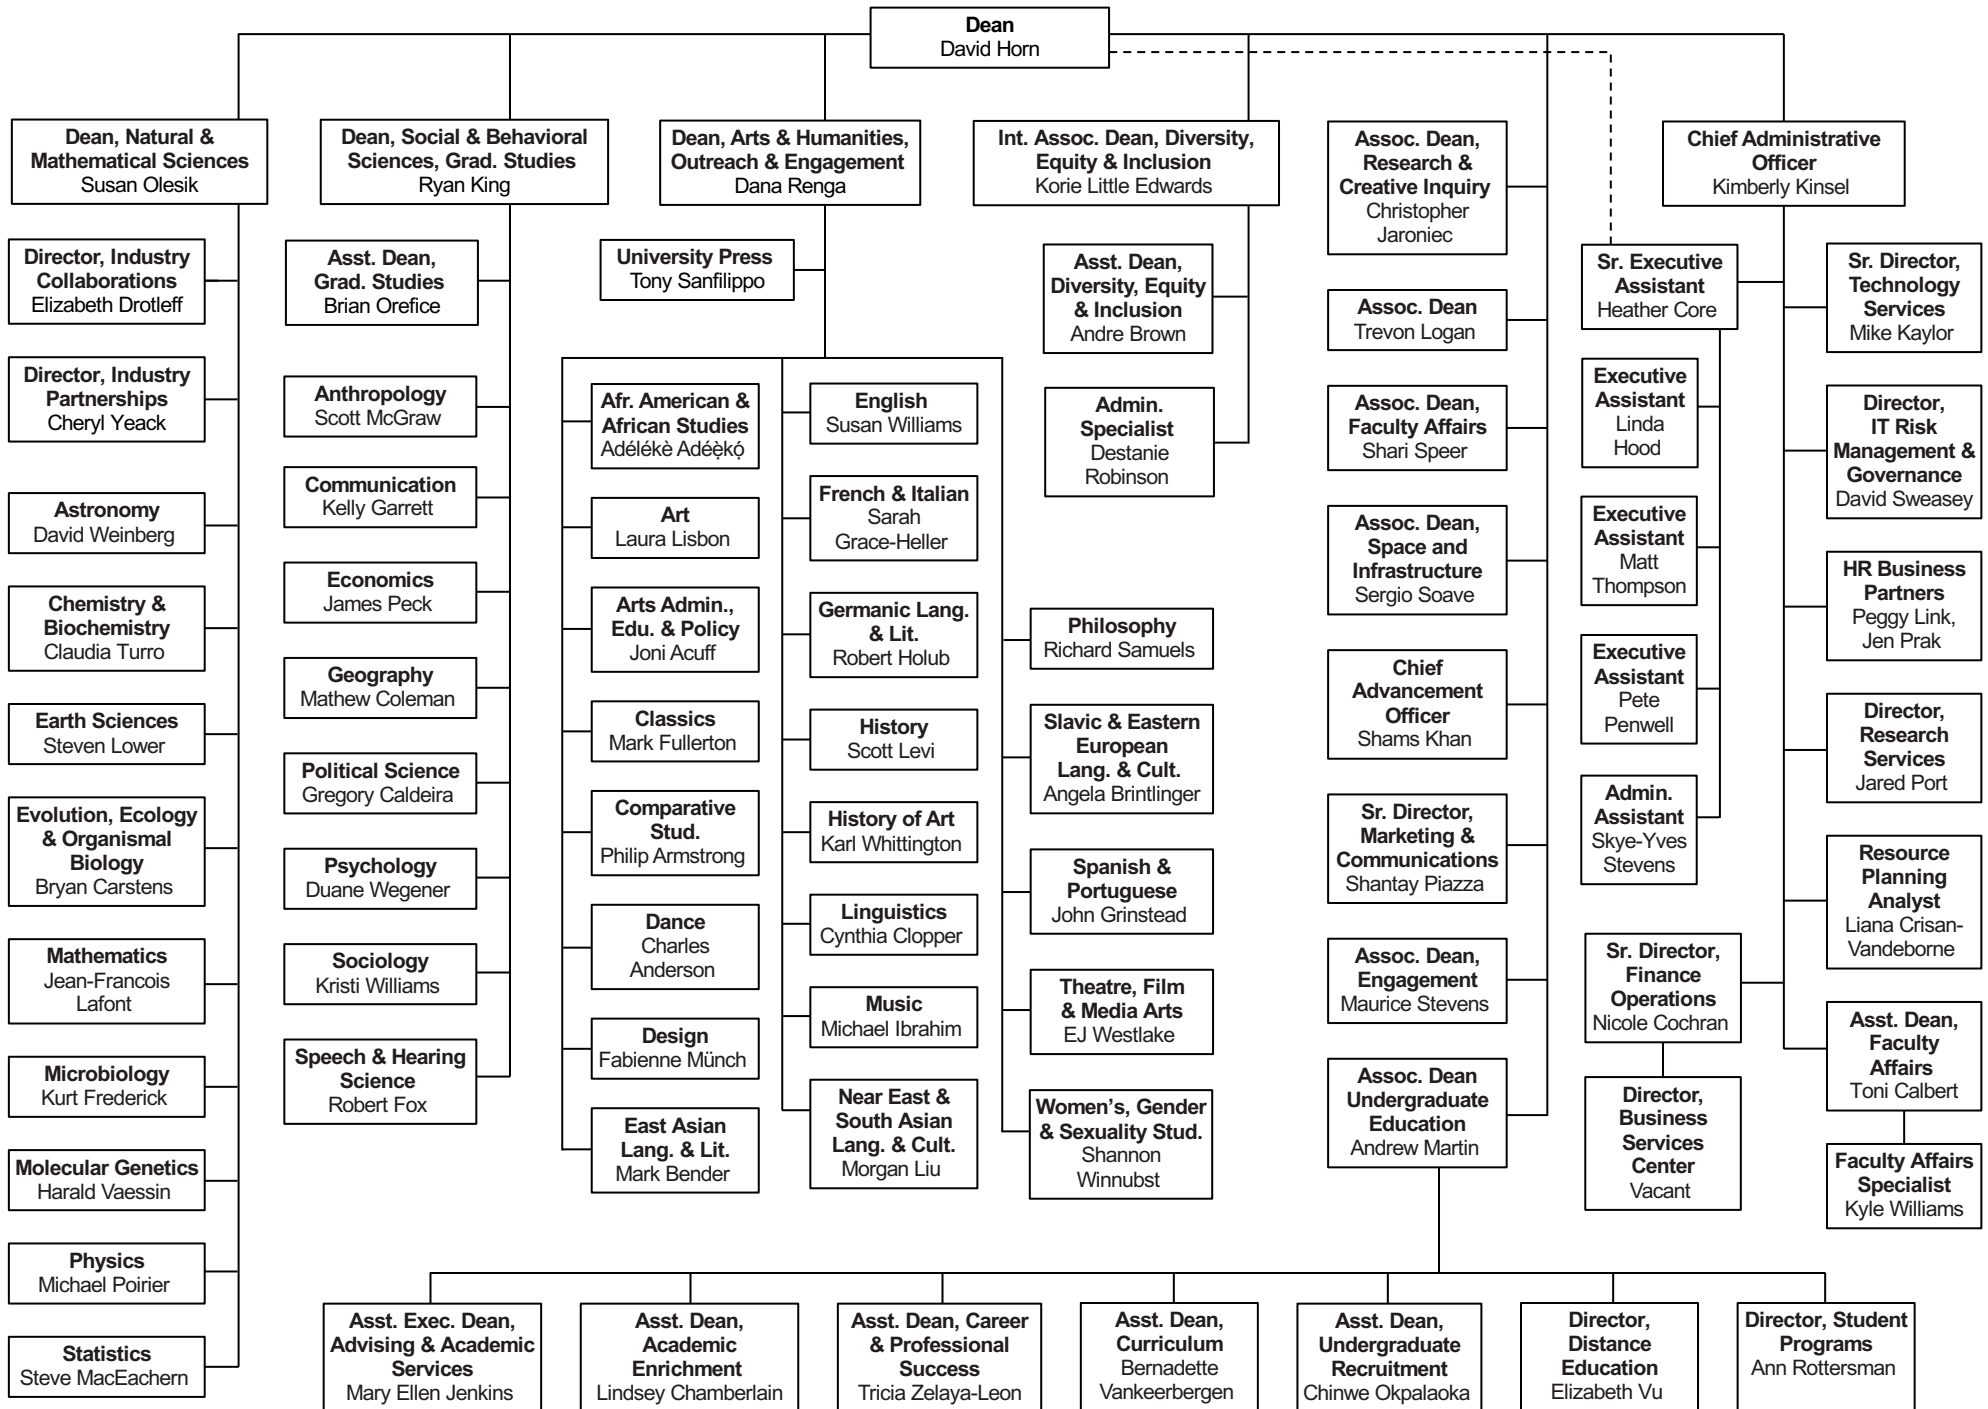 Dean
David Horn
Dean, Natural &
Mathematical Sciences
Susan Olesik
Director, Industry
Collaborations
Elizabeth Drotleff
Director, Industry
Partnerships
Cheryl Yeack
Astronomy
David Weinberg
Chemistry &
Biochemistry
Claudia Turro
Earth Sciences
Steven Lower
Evolution, Ecology
& Organismal
Biology
Bryan Carstens
Mathematics
Jean-Francois
Lafont
Microbiology
Kurt Frederick
Molecular Genetics
Harald Vaessin
Physics
Michael Poirier
Statistics
Steve MacEachern
Dean, Social & Behavioral
Sciences, Grad. Studies
Ryan King
Asst. Dean,
Grad. Studies
Brian Orefice
Anthropology
Scott McGraw
Communication
Kelly Garrett
Economics
James Peck
Geography
Mathew Coleman
Political Science
Gregory Caldeira
Psychology
Duane Wegener
Sociology
Kristi Williams
Speech & Hearing
Science
Robert Fox
Dean, Arts & Humanities,
Outreach & Engagement
Dana Renga
University Press
Tony Sanfilippo
Afr. American &
African Studies
Adélékè Adéẹ̀kọ́
Art
Laura Lisbon
Arts Admin.,
Edu. & Policy
Joni Acuff
Classics
Mark Fullerton
Comparative
Stud.
Philip Armstrong
Dance
Charles
Anderson
Design
Fabienne Münch
East Asian
Lang. & Lit.
Mark Bender
English
Susan Williams
French & Italian
Sarah
Grace-Heller
Germanic Lang.
& Lit.
Robert Holub
History
Scott Levi
History of Art
Karl Whittington
Linguistics
Cynthia Clopper
Music
Michael Ibrahim
Near East &
South Asian
Lang. & Cult.
Morgan Liu
Philosophy
Richard Samuels
Slavic & Eastern
European
Lang. & Cult.
Angela Brintlinger
Spanish &
Portuguese
John Grinstead
Theatre, Film
& Media Arts
EJ Westlake
Women’s, Gender
& Sexuality Stud.
Shannon
Winnubst
Int. Assoc. Dean, Diversity,
Equity & Inclusion
Korie Little Edwards
Asst. Dean,
Diversity, Equity
& Inclusion
Andre Brown
Admin.
Specialist
Destanie
Robinson
Assoc. Dean,
Research &
Creative Inquiry
Christopher
Jaroniec
Assoc. Dean
Trevon Logan
Assoc. Dean,
Faculty Affairs
Shari Speer
Assoc. Dean,
Space and
Infrastructure
Sergio Soave
Chief
Advancement
Officer
Shams Khan
Sr. Director,
Marketing &
Communications
Shantay Piazza
Assoc. Dean,
Engagement
Maurice Stevens
Assoc. Dean
Undergraduate
Education
Andrew Martin
Chief Administrative
Officer
Kimberly Kinsel
Sr. Executive
Assistant
Heather Core
Executive
Assistant
Linda
Hood
Executive
Assistant
Matt
Thompson
Executive
Assistant
Pete
Penwell
Admin.
Assistant
Skye-Yves
Stevens
Sr. Director,
Finance
Operations
Nicole Cochran
Director,
Business
Services
Center
Vacant
Sr. Director,
Technology
Services
Mike Kaylor
Director,
IT Risk
Management &
Governance
David Sweasey
HR Business
Partners
Peggy Link,
Jen Prak
Director,
Research
Services
Jared Port
Resource
Planning
Analyst
Liana Crisan-
Vandeborne
Asst. Dean,
Faculty
Affairs
Toni Calbert
Faculty Affairs
Specialist
Kyle Williams
Asst. Exec. Dean,
Advising & Academic
Services
Mary Ellen Jenkins
Asst. Dean,
Academic
Enrichment
Lindsey Chamberlain
Asst. Dean, Career
& Professional
Success
Tricia Zelaya-Leon
Asst. Dean,
Curriculum
Bernadette
Vankeerbergen
Asst. Dean,
Undergraduate
Recruitment
Chinwe Okpalaoka
Director,
Distance
Education
Elizabeth Vu
Director, Student
Programs
Ann Rottersman